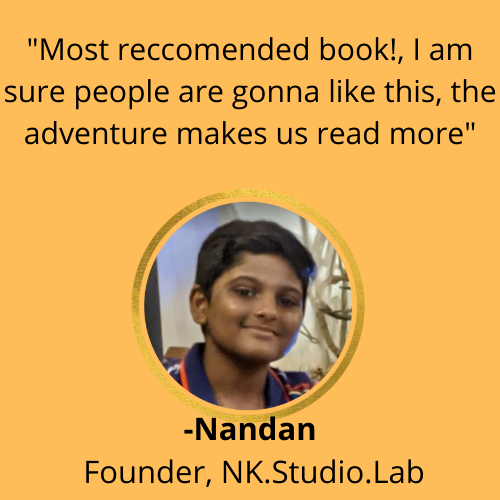 "Most reccomended book!, I am
sure people are gonna like this, the
adventure makes us read more"
-Nandan
Founder, NK.Studio.Lab